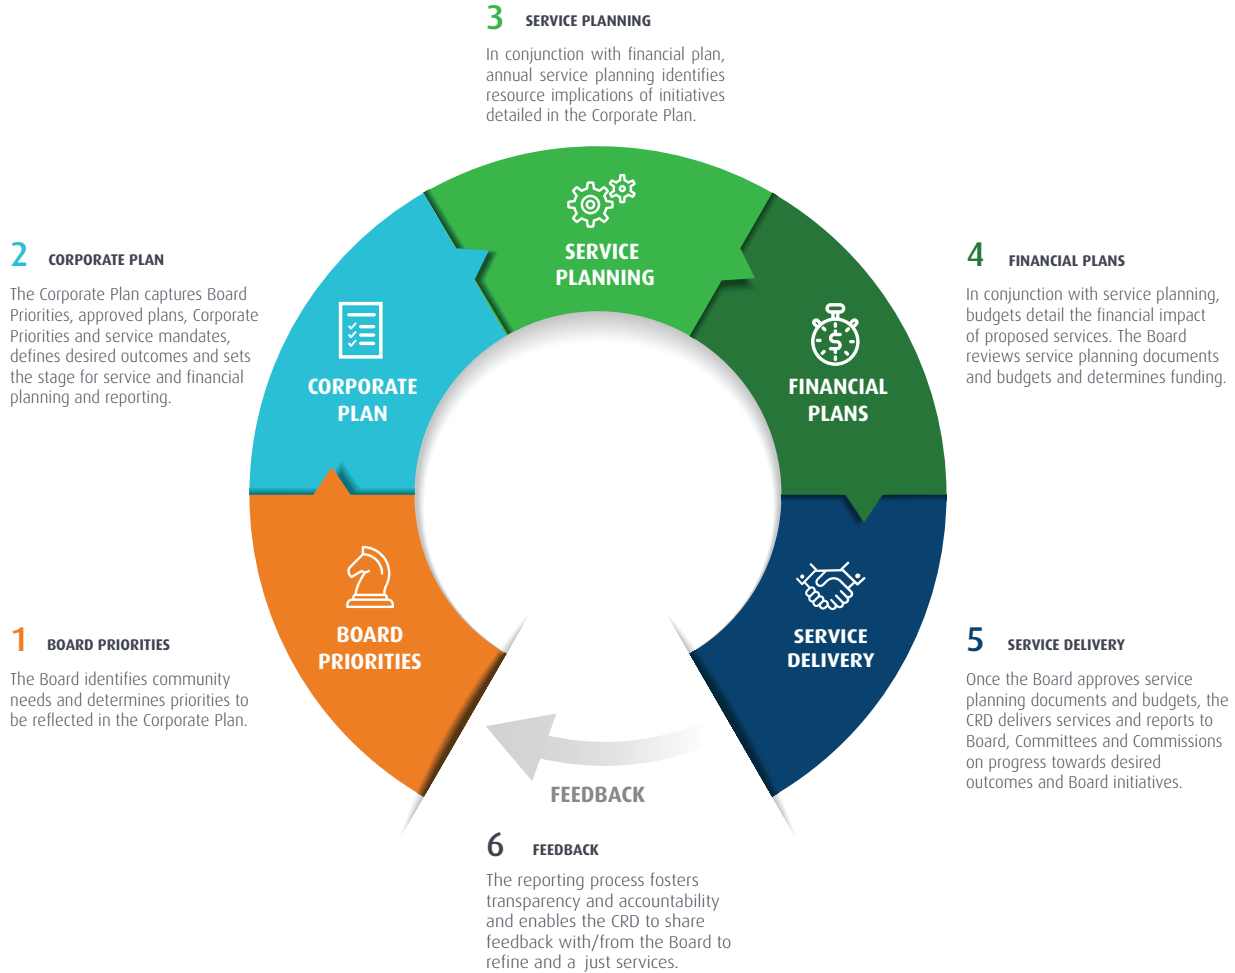 3 SERVICE PLANNING
In conjunction with financial plan,
annual service planning identifies
resource implications of initiatives
detailed in the Corporate Plan.
2 CORPORATE PLAN
The Corporate Plan captures Board
Priorities, approved plans, Corporate
Priorities and service mandates,
defines desired outcomes and sets
the stage for service and financial
planning and reporting.
SERVICE
PLANNING
4 FINANCIAL PLANS
In conjunction with service planning,
budgets detail the financial impact
of proposed services. The Board
reviews service planning documents
and budgets and determines funding.
CORPORATE
PLAN
$
FINANCIAL
PLANS
1 BOARD PRIORITIES
The Board identifies community
needs and determines priorities to
be reflected in the Corporate Plan.
BOARD
PRIORITIES
SERVICE
DELIVERY
5 SERVICE DELIVERY
Once the Board approves service
planning documents and budgets, the
CRD delivers services and reports to
Board, Committees and Commissions
on progress towards desired
outcomes and Board initiatives.
FEEDBACK
6 FEEDBACK
The reporting process fosters
transparency and accountability
and enables the CRD to share
feedback with/from the Board to
refine and a just services.